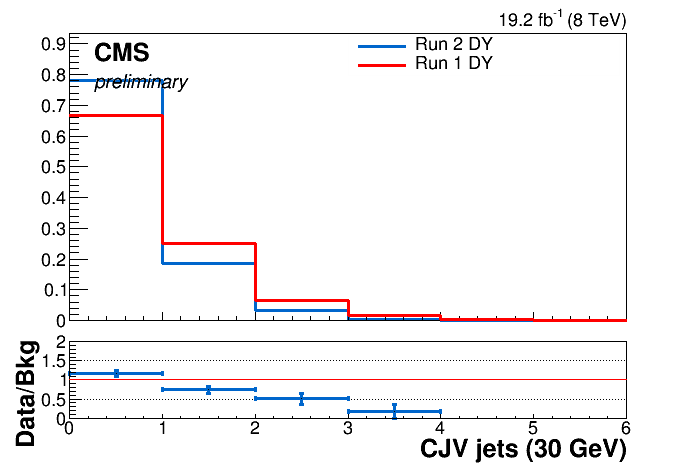 19.2 fb-1 (8 TeV)
CMS
preliminary
Run 2 DY
Run 1 DY
0.9
0.8
0.7
0.6
0.5
0.4
0.3
0.2
0.1
0
Data/Bkg
2
1.5
1
0.5
0
0 1 2 3 4 5 6
CJV jets (30 GeV)